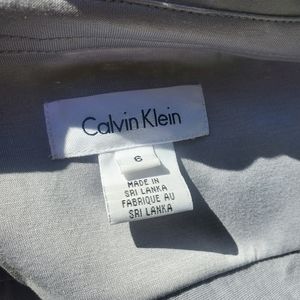 Calvin Klein
6
MADE IN
SRI LANKA
FABRIQUE AU
SRI LANKA